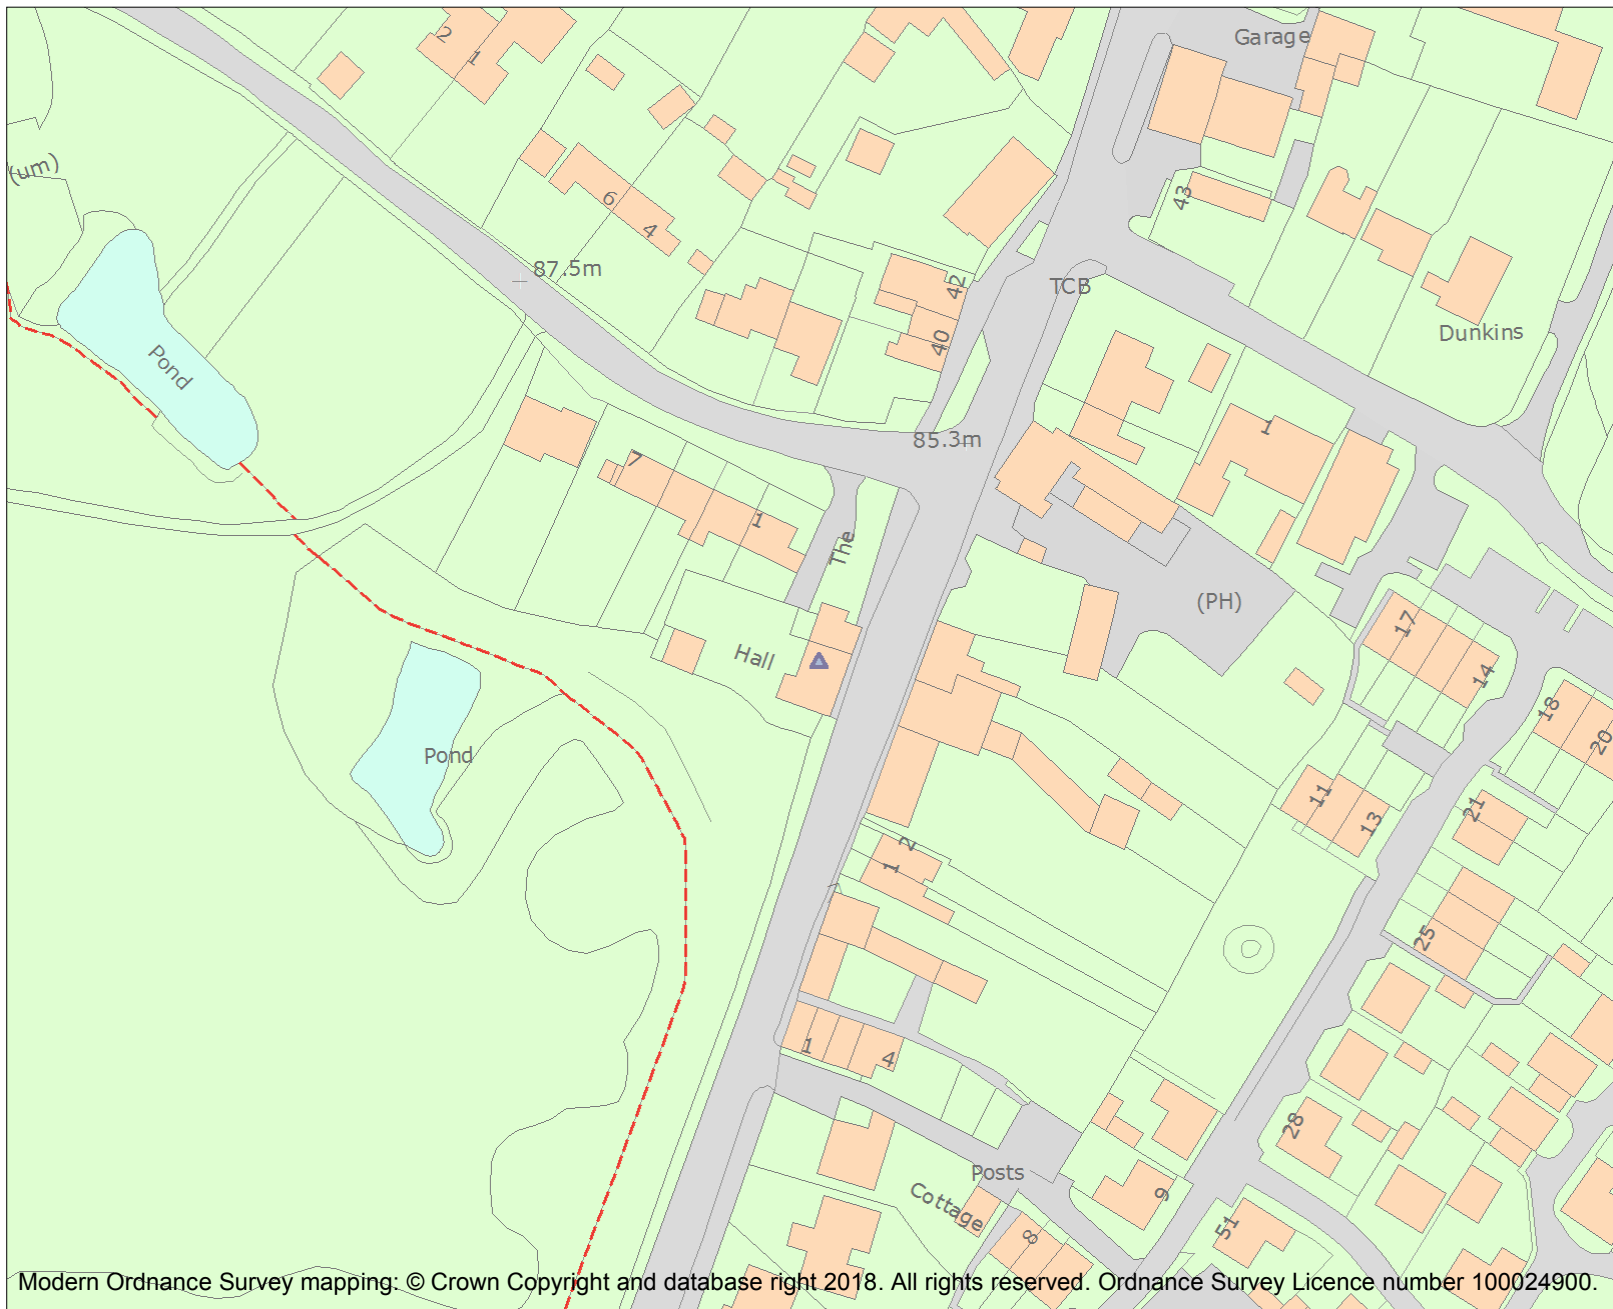 Garage
2
1
(um)
43
6
4
87.5m
42
TCB
Dunkins
40
Pond
85.3m
1
7
1
The
(PH)
17
Hall
14
18
20
Pond
11
13
21
2
1
25
1
4
28
Posts
Cottage
9
51
8
Modern Ordnance Survey mapping: © Crown Copyright and database right 2018. All rights reserved. Ordnance Survey Licence number 100024900.